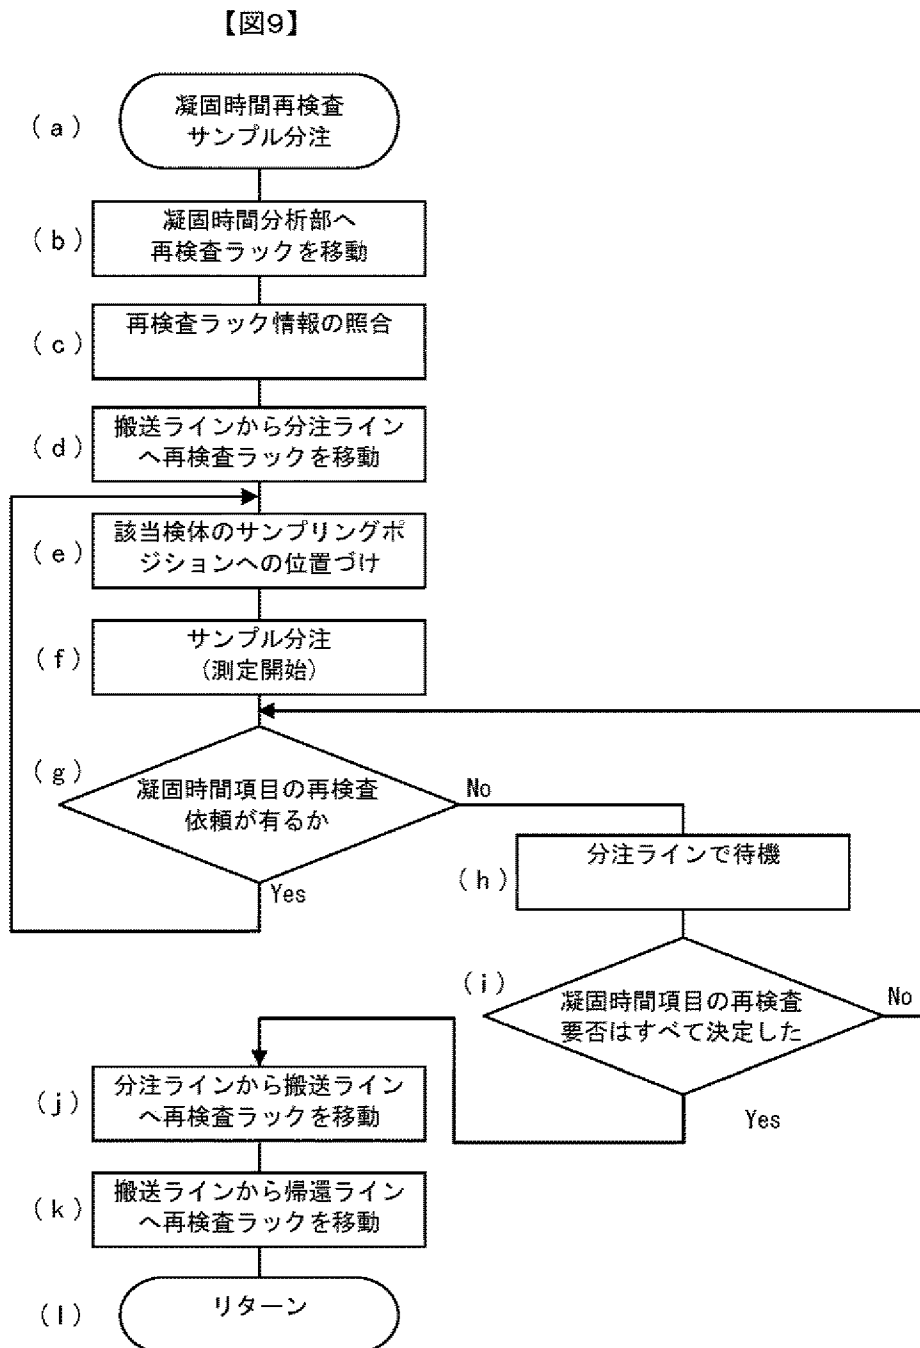 【図9】
(a)
凝固時間再検査
サンプル分注
(b)
凝固時間分析部へ
再検査ラックを移動
(c)
再検査ラック情報の照合
(d)
搬送ラインから分注ライン
へ再検査ラックを移動
(e)
該当検体のサンプリングポ
ジションへの位置づけ
(f)
サンプル分注
(測定開始)
(g)
凝固時間項目の再検査
依頼が有るか
No
Yes
(h)
分注ラインで待機
(i)
凝固時間項目の再検査
要否はすべて決定した
No
Yes
(j)
分注ラインから搬送ライン
へ再検査ラックを移動
(k)
搬送ラインから帰還ライン
へ再検査ラックを移動
(l)
リターン